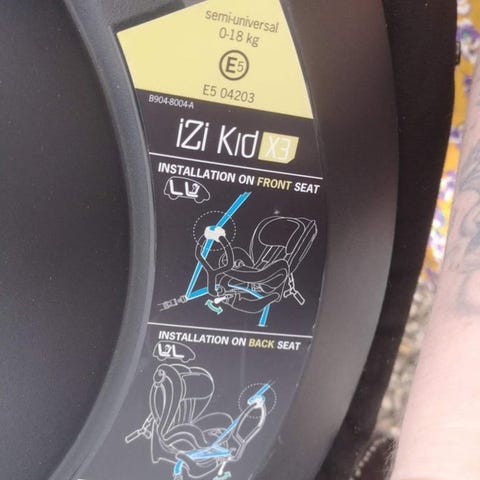 semi-universal
0-18 kg
E5
E5 04203
B904-8004-A
iZi Kid X3
INSTALLATION ON FRONT SEAT
INSTALLATION ON BACK SEAT